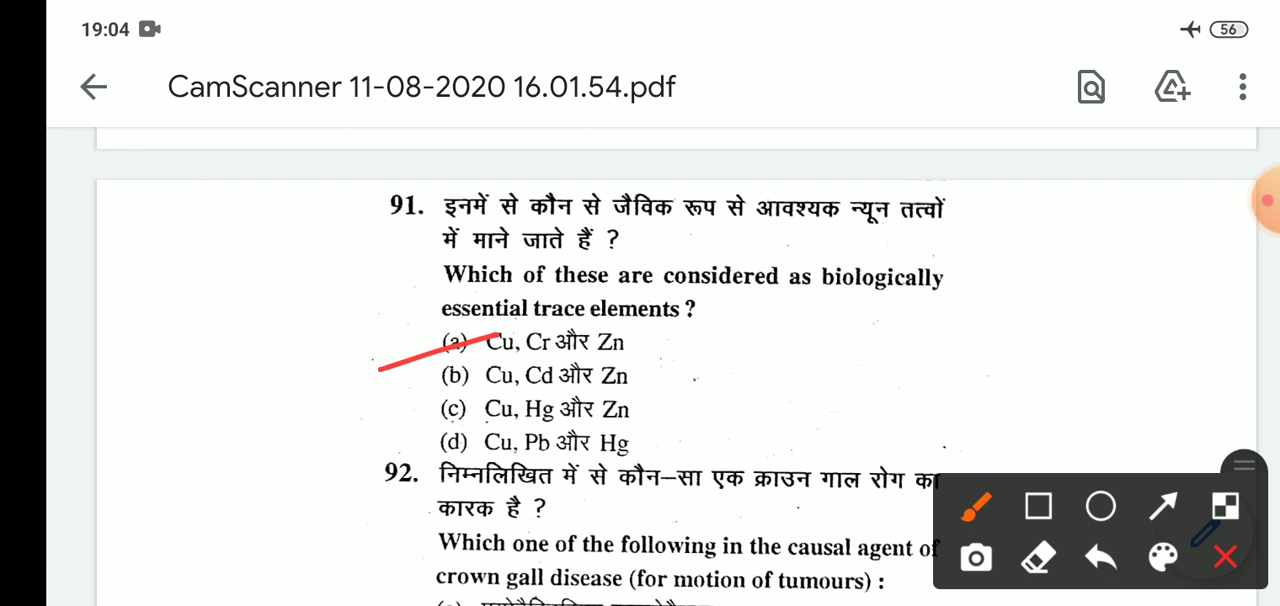 19:04
56
CamScanner 11-08-2020 16.01.54.pdf
91. इनमें से कौन से जैविक रूप से आवश्यक न्यून तत्वों
में माने जाते हैं ?
Which of these are considered as biologically
essential trace elements ?
(a) Cu, Cr और Zn
(b) Cu, Cd और Zn
(c) Cu, Hg और Zn
(d) Cu, Pb और Hg
92. निम्नलिखित में से कौन-सा एक क्राउन गाल रोग का
कारक है ?
Which one of the following in the causal agent of
crown gall disease (for motion of tumours) :